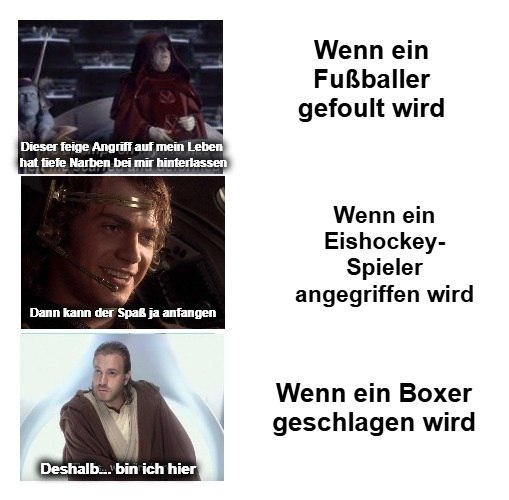 Wenn ein
Fußballer
gefoult wird
Dieser feige Angriff auf mein Leben
hat tiefe Narben bei mir hinterlassen
Wenn ein
Eishockey-
Spieler
angegriffen wird
Dann kann der Spaß ja anfangen
Wenn ein Boxer
geschlagen wird
Deshalb... bin ich hier